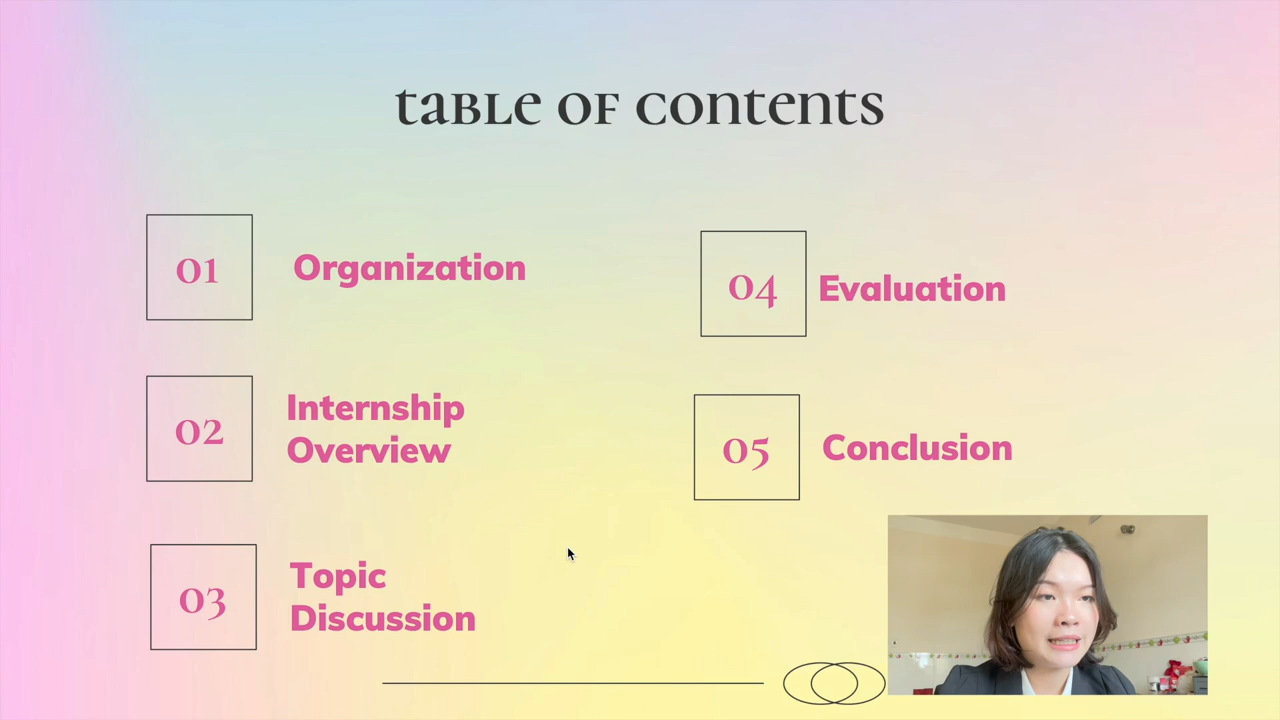 table of contents
01
Organization
02
Internship
Overview
03
Topic
Discussion
04
Evaluation
05
Conclusion